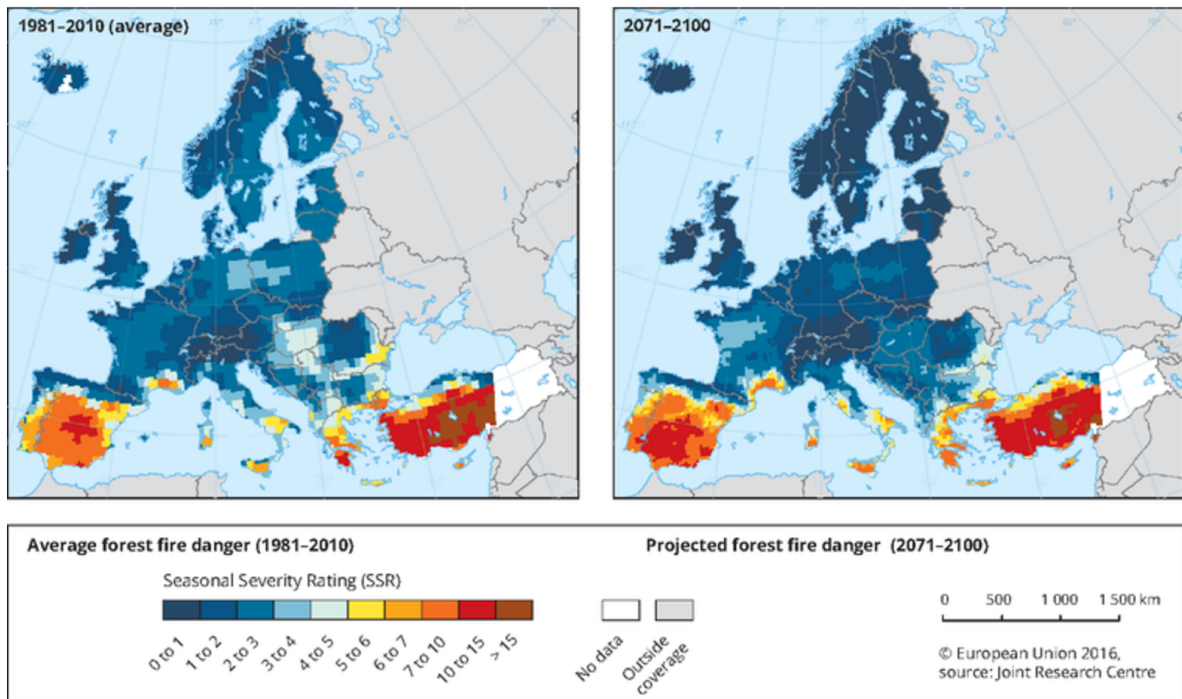 1981–2010 (average)
2071–2100
Average forest fire danger (1981–2010)
Projected forest fire danger (2071–2100)
Seasonal Severity Rating (SSR)
0 to 1
1 to 2
2 to 3
3 to 4
4 to 5
5 to 6
6 to 7
7 to 10
10 to 15
> 15
No data
Outside
coverage
0 500 1 000 1 500 km
© European Union 2016,
source: Joint Research Centre